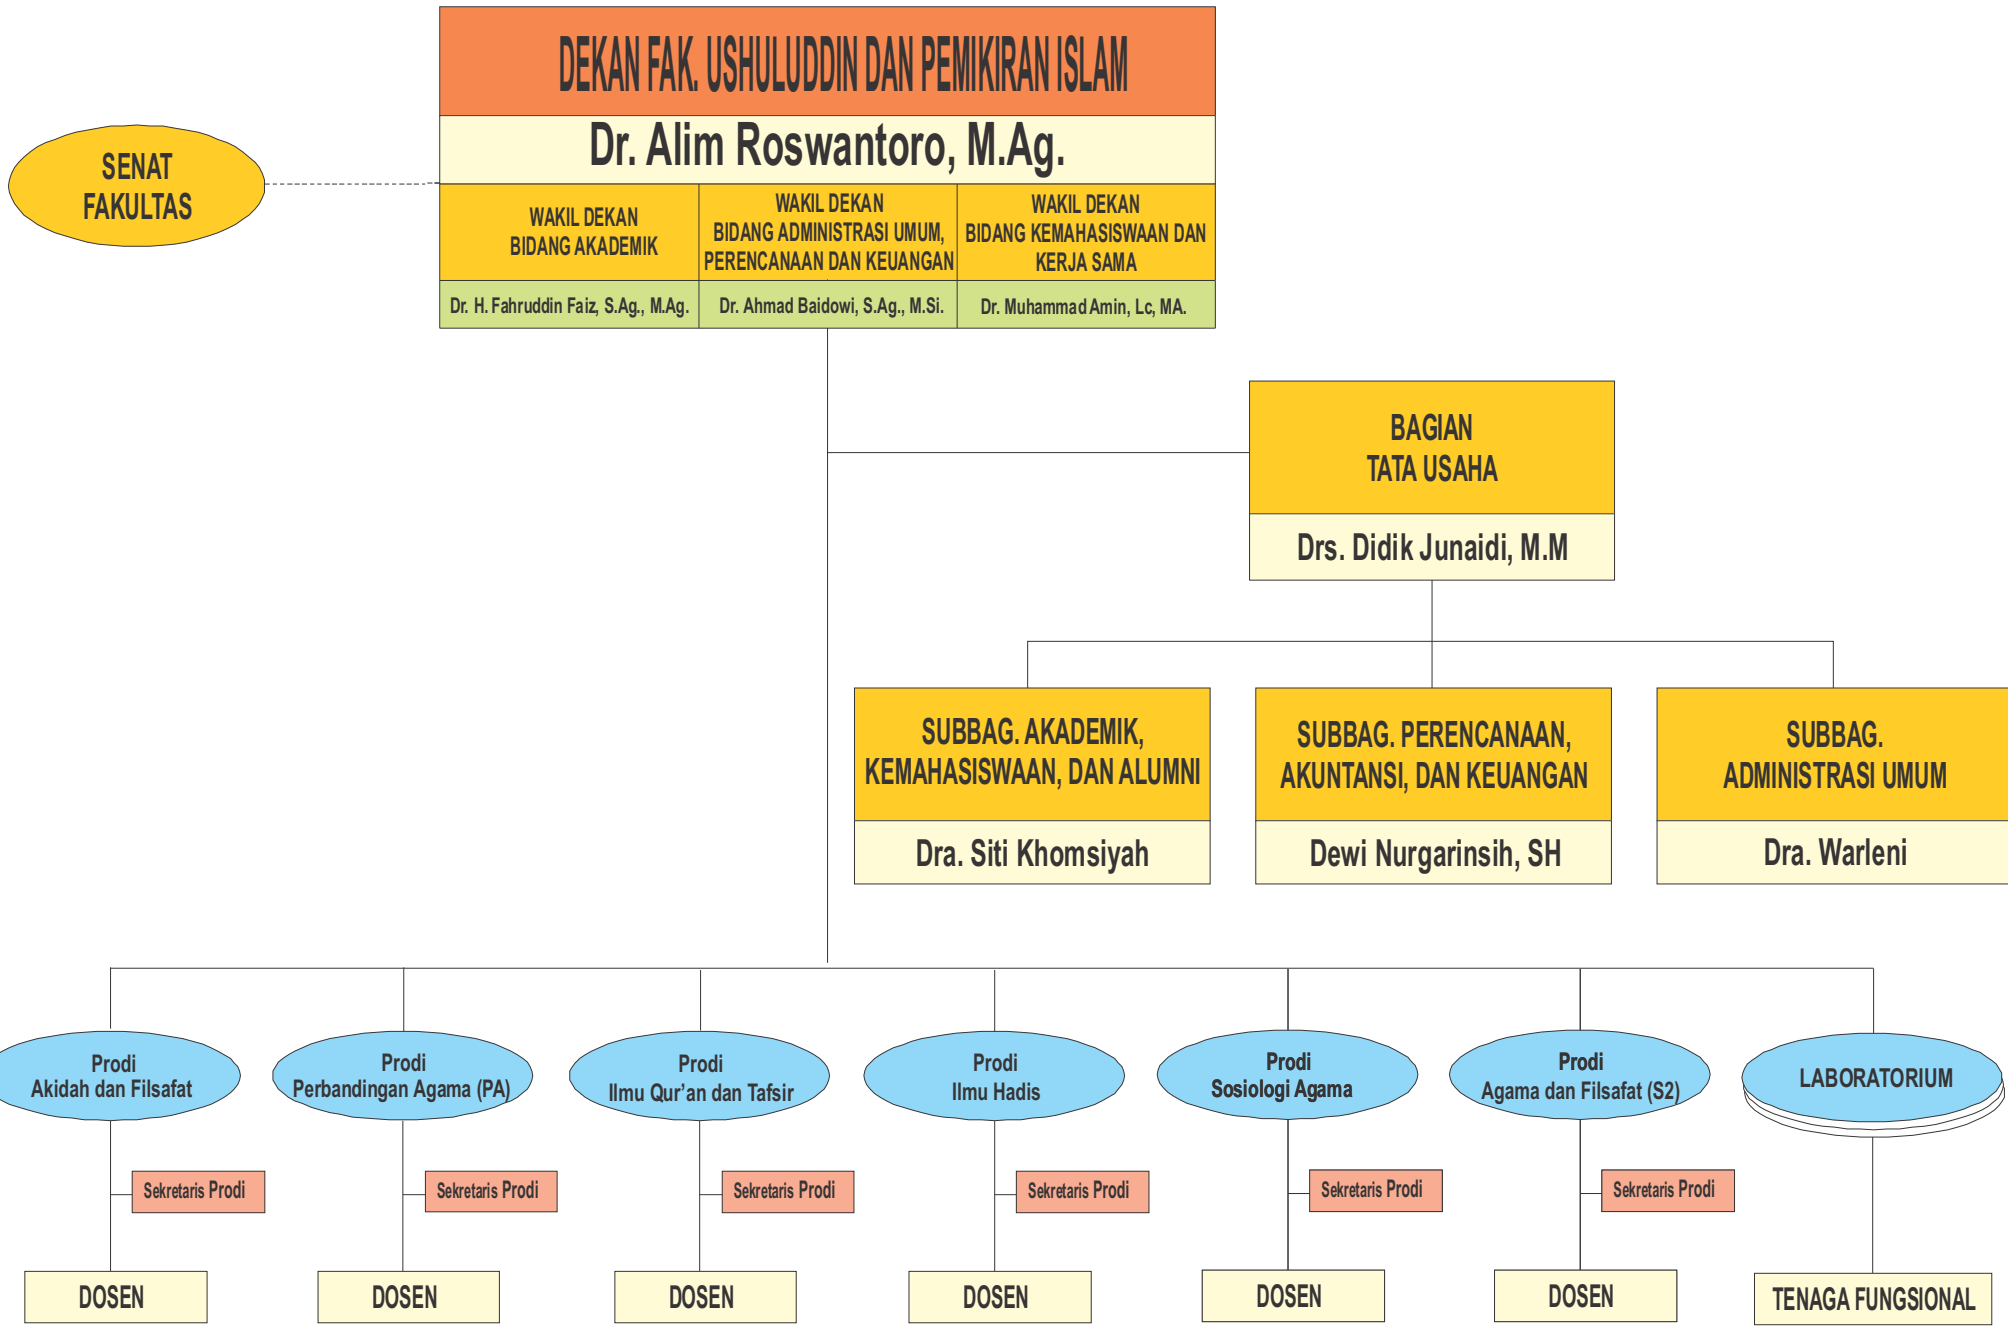 DEKAN FAK. USHULUDDIN DAN PEMIKIRAN ISLAM
Dr. Alim Roswantoro, M.Ag.
SENAT
FAKULTAS
WAKIL DEKAN
BIDANG AKADEMIK
WAKIL DEKAN
BIDANG ADMINISTRASI UMUM,
PERENCANAAN DAN KEUANGAN
WAKIL DEKAN
BIDANG KEMAHASISWAAN DAN
KERJA SAMA
Dr. H. Fahruddin Faiz, S.Ag., M.Ag.
Dr. Ahmad Baidowi, S.Ag., M.Si.
Dr. Muhammad Amin, Lc, MA.
BAGIAN
TATA USAHA
Drs. Didik Junaidi, M.M
SUBBAG. AKADEMIK,
KEMAHASISWAAN, DAN ALUMNI
Dra. Siti Khomsiyah
SUBBAG. PERENCANAAN,
AKUNTANSI, DAN KEUANGAN
Dewi Nurgarinsih, SH
SUBBAG.
ADMINISTRASI UMUM
Dra. Warleni
Prodi
Akidah dan Filsafat
Prodi
Perbandingan Agama (PA)
Prodi
Ilmu Qur'an dan Tafsir
Prodi
Ilmu Hadis
Prodi
Sosiologi Agama
Prodi
Agama dan Filsafat (S2)
LABORATORIUM
Sekretaris Prodi
Sekretaris Prodi
Sekretaris Prodi
Sekretaris Prodi
Sekretaris Prodi
Sekretaris Prodi
DOSEN
DOSEN
DOSEN
DOSEN
DOSEN
DOSEN
TENAGA FUNGSIONAL